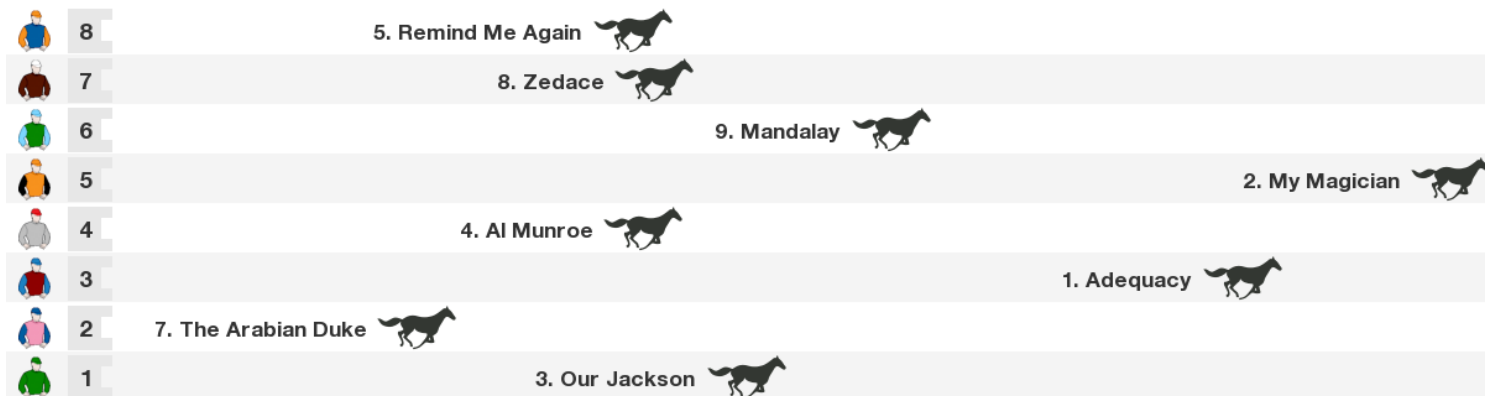 8 5. Remind Me Again
7 8. Zedace
6 9. Mandalay
5 2. My Magician
4 4. Al Munroe
3 1. Adequacy
2 7. The Arabian Duke
1 3. Our Jackson